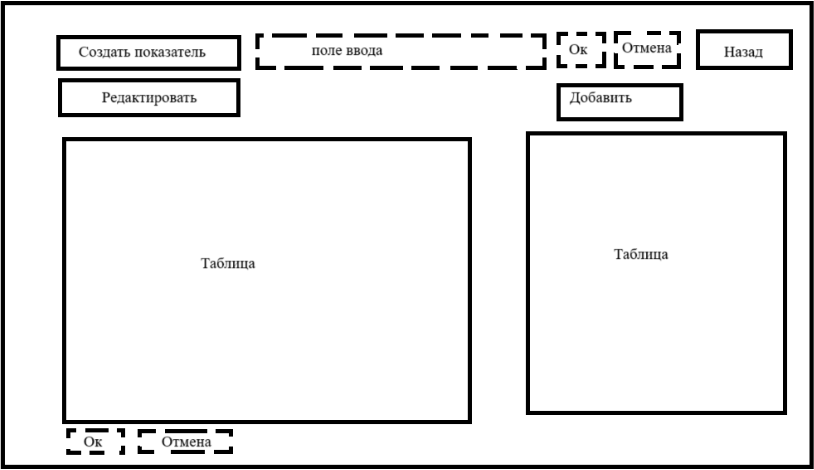 Создать показатель
поле ввода
Ок
Отмена
Назад
Редактировать
Добавить
Таблица
Таблица
Ок
Отмена